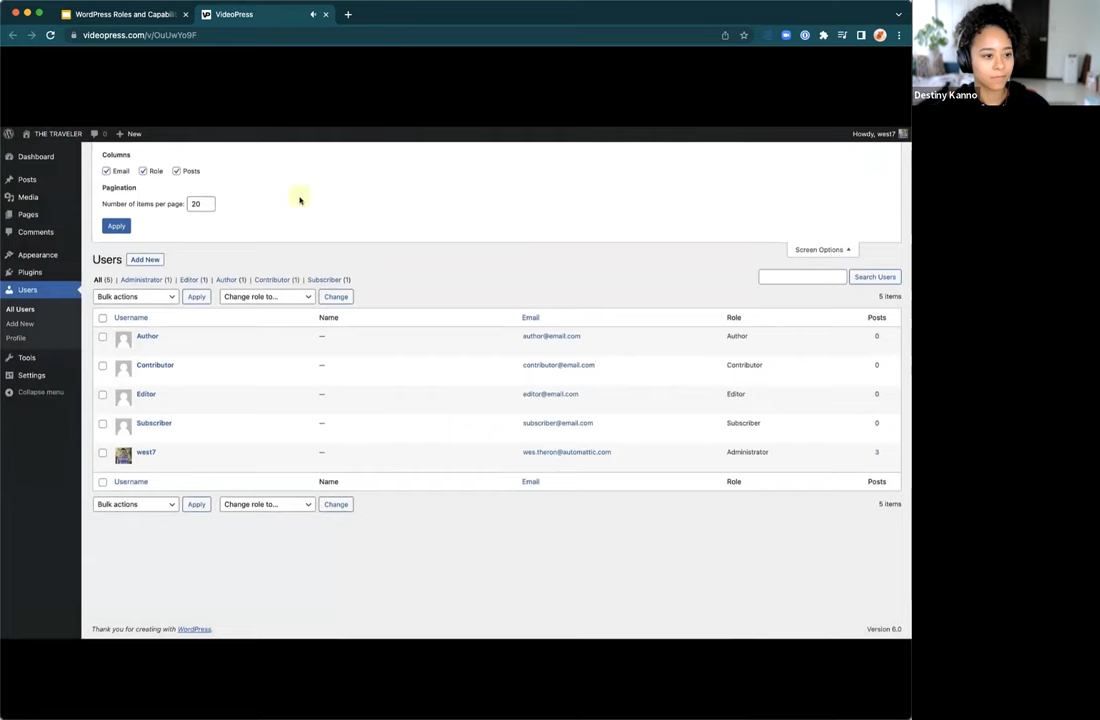 WordPress Roles and Capabilit
VideoPress
videopress.com/v/OuUwYo9F
Destiny Kanno
THE TRAVELER
0
New
Howdy, west7
Dashboard
Posts
Media
Pages
Comments
Appearance
Plugins
Users
All Users
Add New
Profile
Tools
Settings
Collapse menu
Columns
Email
Role
Posts
Pagination
Number of items per page: 20
Apply
Screen Options
Users Add New
All (5) | Administrator (1) | Editor (1) | Author (1) | Contributor (1) | Subscriber (1)
Search Users
Bulk actions Apply Change role to... Change
5 items
Username Name Email Role Posts
Author — author@email.com Author 0
Contributor — contributor@email.com Contributor 0
Editor — editor@email.com Editor 0
Subscriber — subscriber@email.com Subscriber 0
west7 — wes.theron@automattic.com Administrator 3
Username Name Email Role Posts
Bulk actions Apply Change role to... Change
5 items
Thank you for creating with WordPress.
Version 6.0